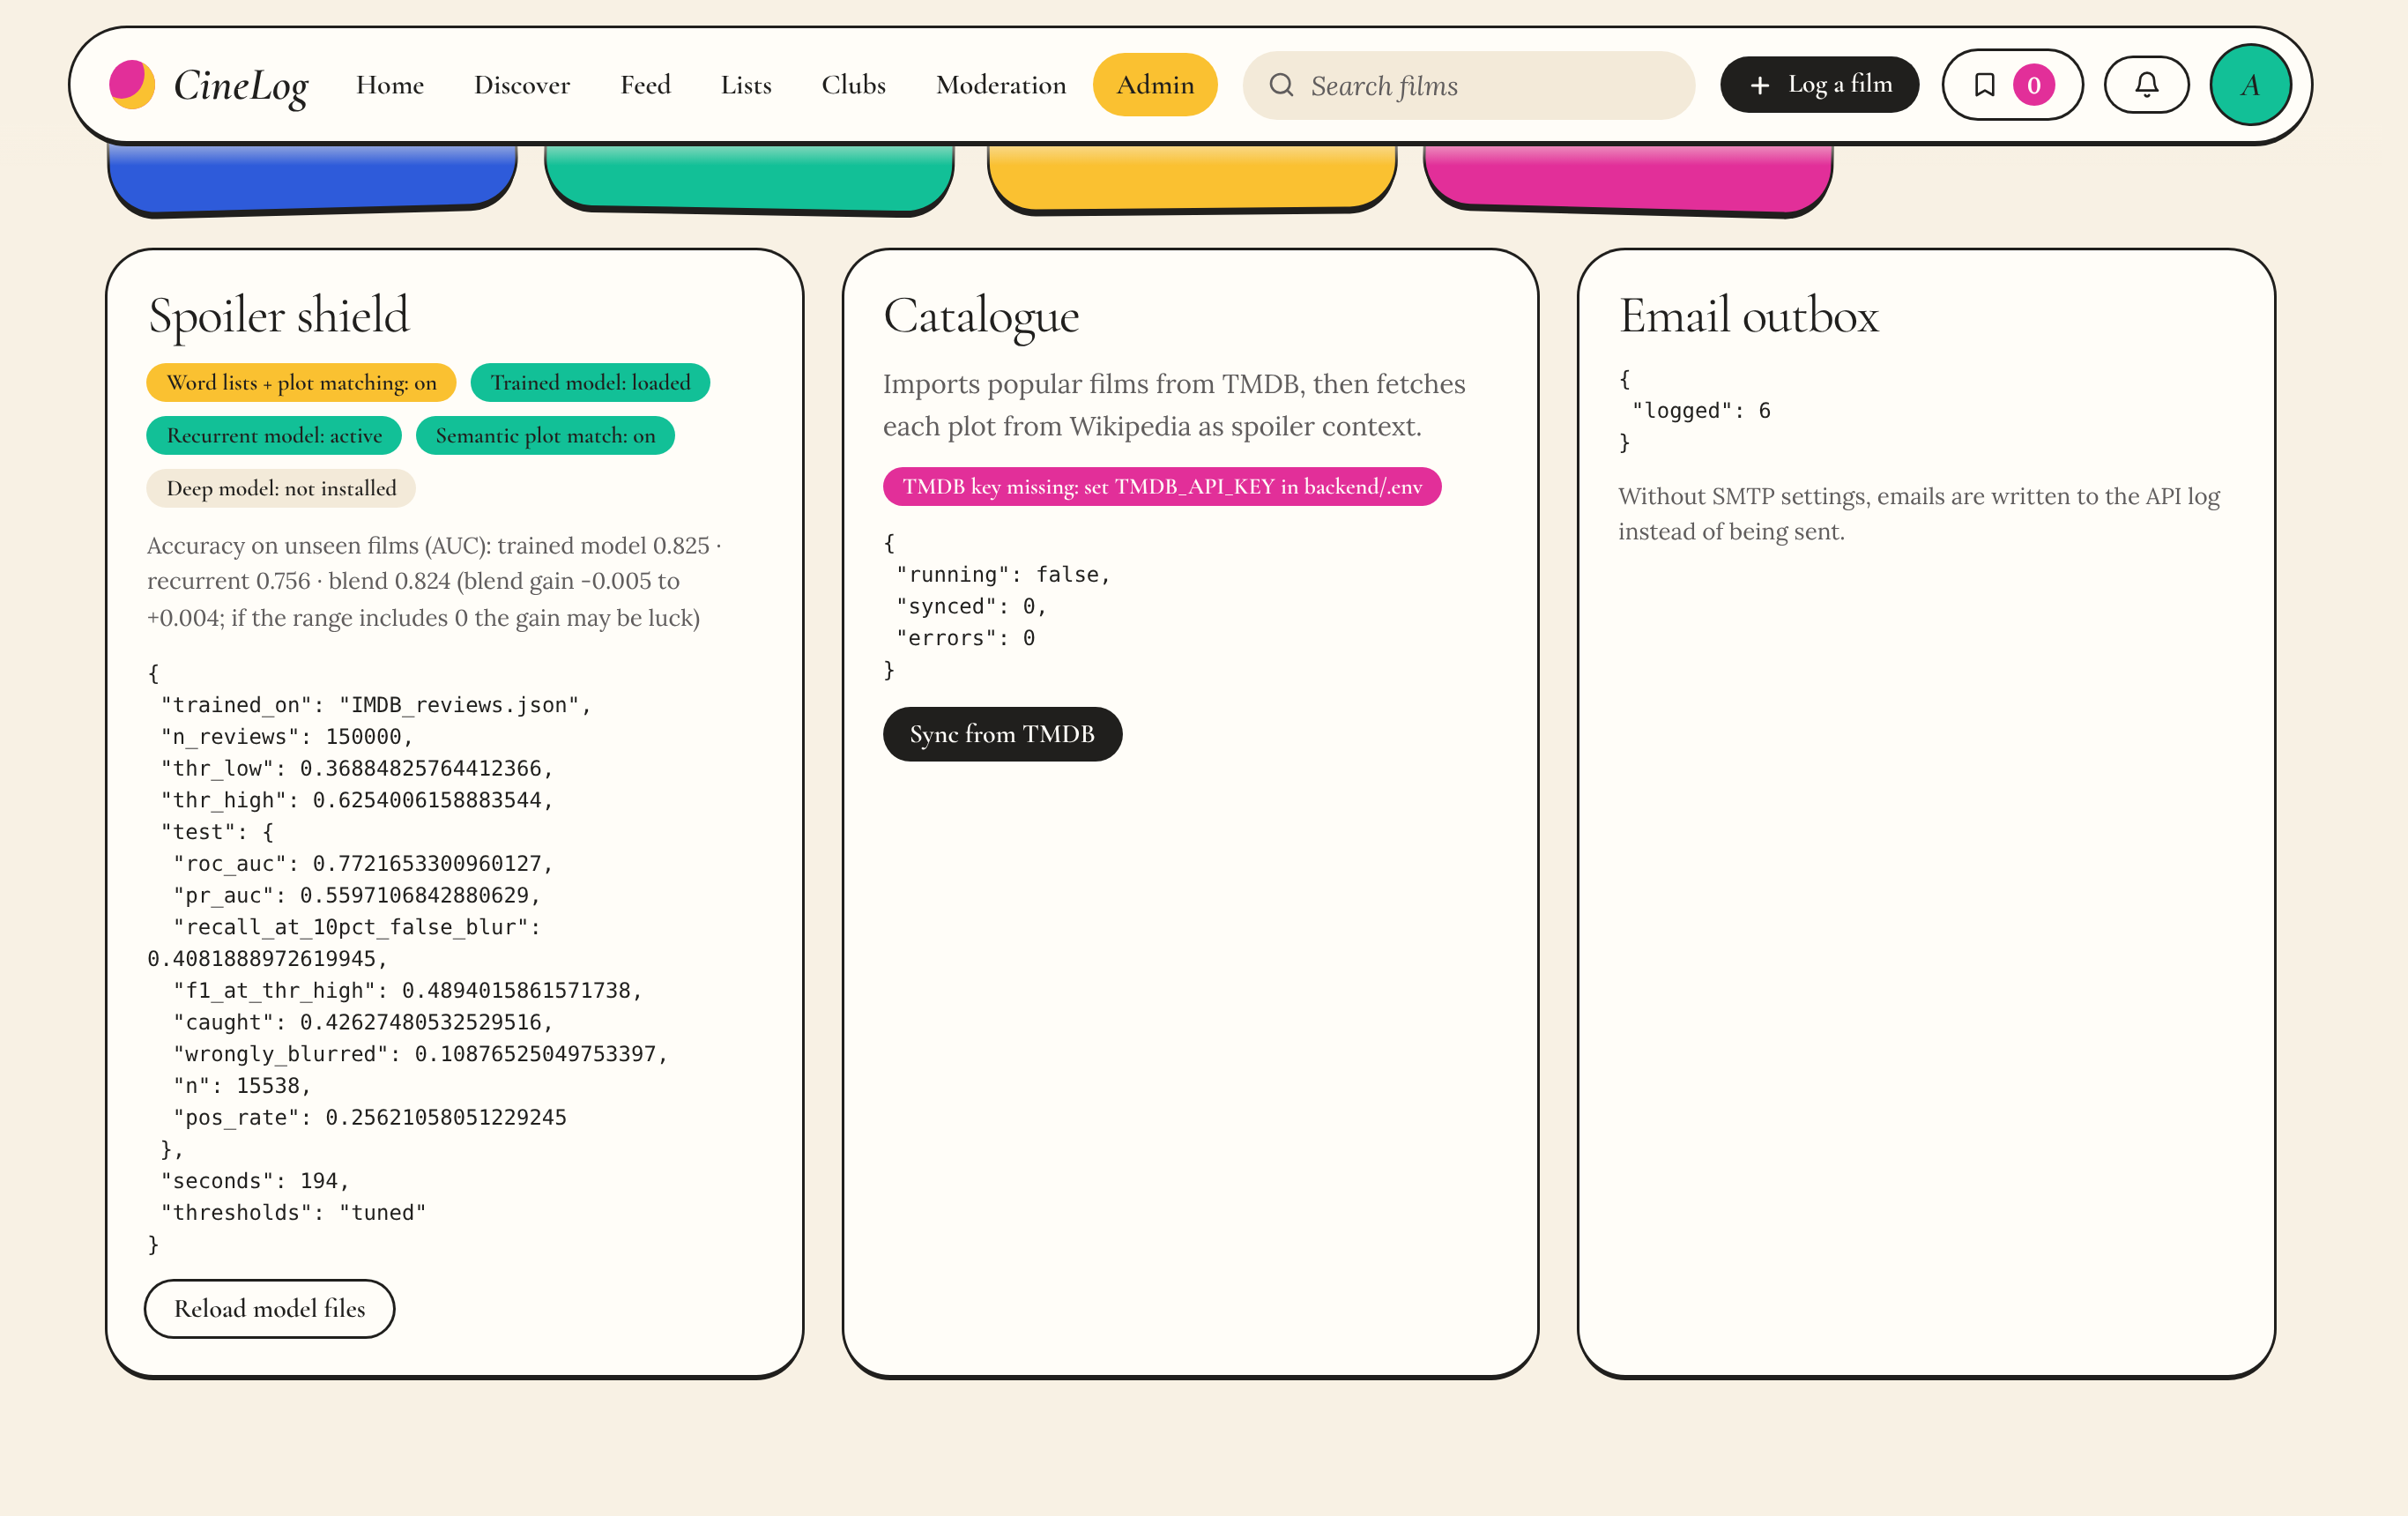 CineLog Home Discover Feed Lists Clubs Moderation Admin Search films + Log a film 0 A
Spoiler shield
Word lists + plot matching: on Trained model: loaded
Recurrent model: active Semantic plot match: on
Deep model: not installed
Accuracy on unseen films (AUC): trained model 0.825 ·
recurrent 0.756 · blend 0.824 (blend gain -0.005 to
+0.004; if the range includes 0 the gain may be luck)
{
"trained_on": "IMDB_reviews.json",
"n_reviews": 150000,
"thr_low": 0.36884825764412366,
"thr_high": 0.6254006158883544,
"test": {
"roc_auc": 0.7721653300960127,
"pr_auc": 0.5597106842880629,
"recall_at_10pct_false_blur":
0.4081888972619945,
"f1_at_thr_high": 0.4894015861571738,
"caught": 0.42627480532529516,
"wrongly_blurred": 0.10876525049753397,
"n": 15538,
"pos_rate": 0.25621058051229245
},
"seconds": 194,
"thresholds": "tuned"
}
Reload model files
Catalogue
Imports popular films from TMDB, then fetches
each plot from Wikipedia as spoiler context.
TMDB key missing: set TMDB_API_KEY in backend/.env
{
"running": false,
"synced": 0,
"errors": 0
}
Sync from TMDB
Email outbox
{
"logged": 6
}
Without SMTP settings, emails are written to the API log
instead of being sent.